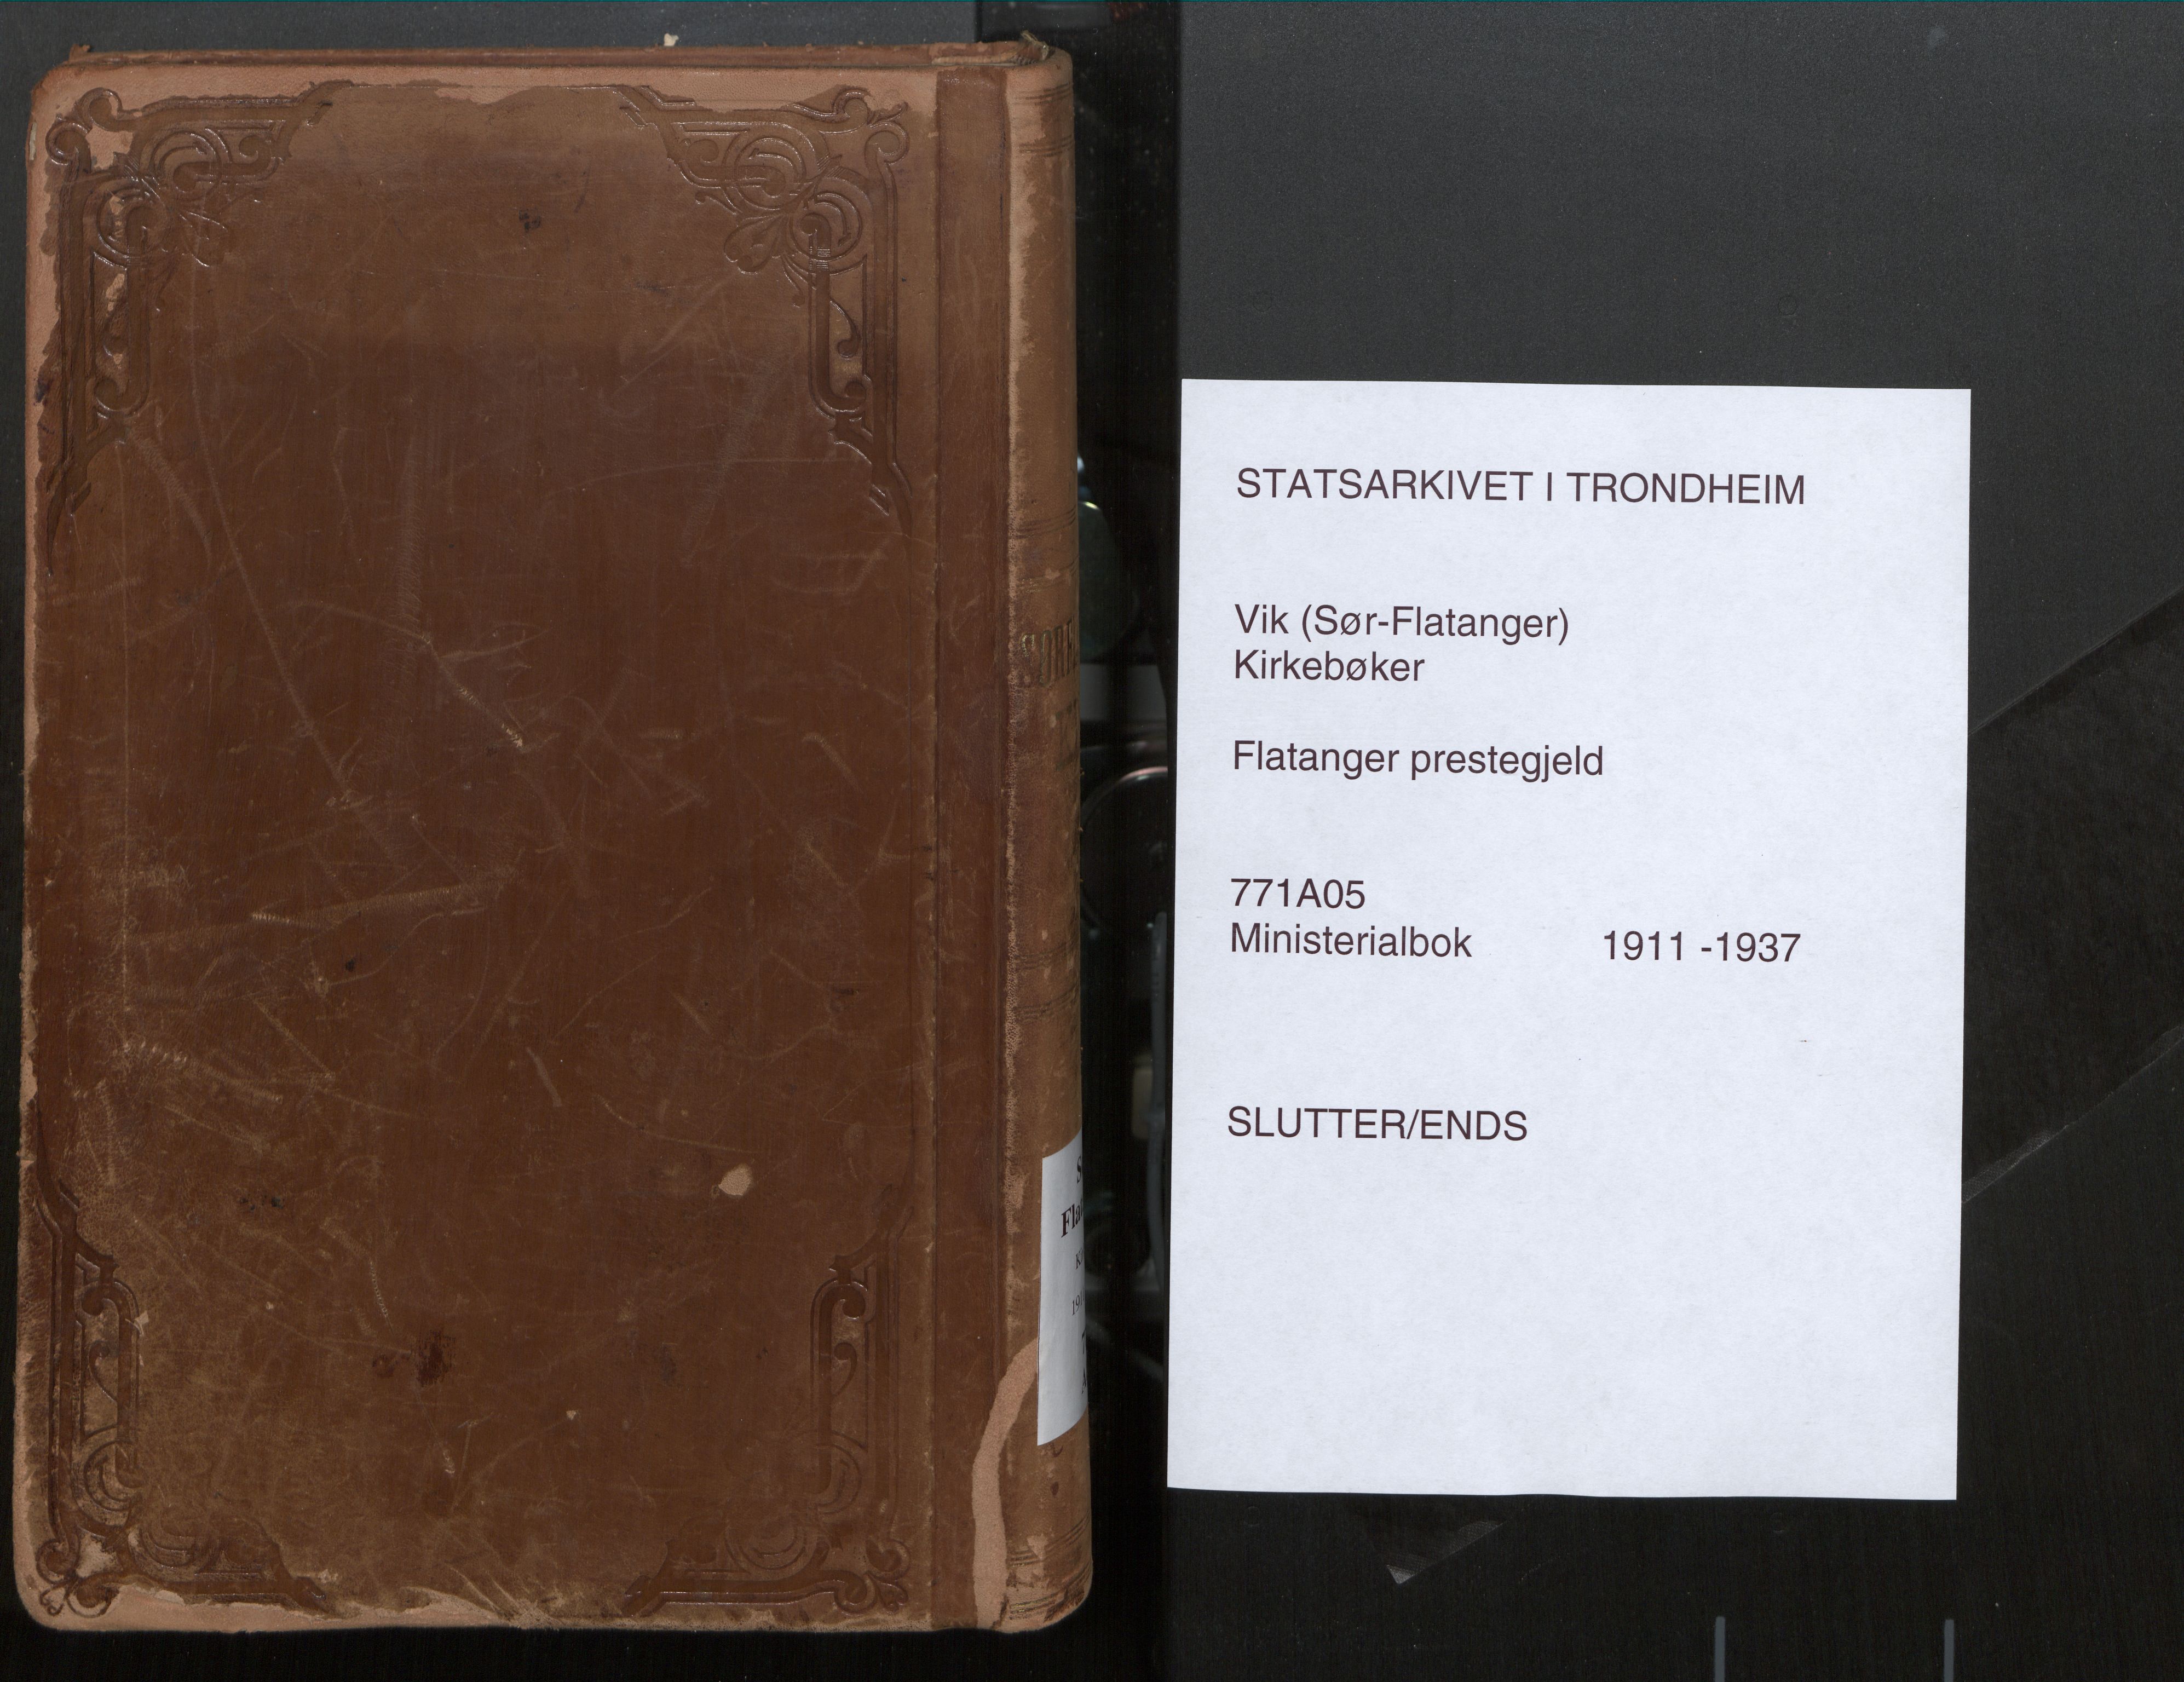 STATSARKIVET I TRONDHEIM
Vik (Sør-Flatanger)
Kirkebøker
Flatanger prestegjeld
771A05
Ministerialbok 1911 -1937
SLUTTER/ENDS